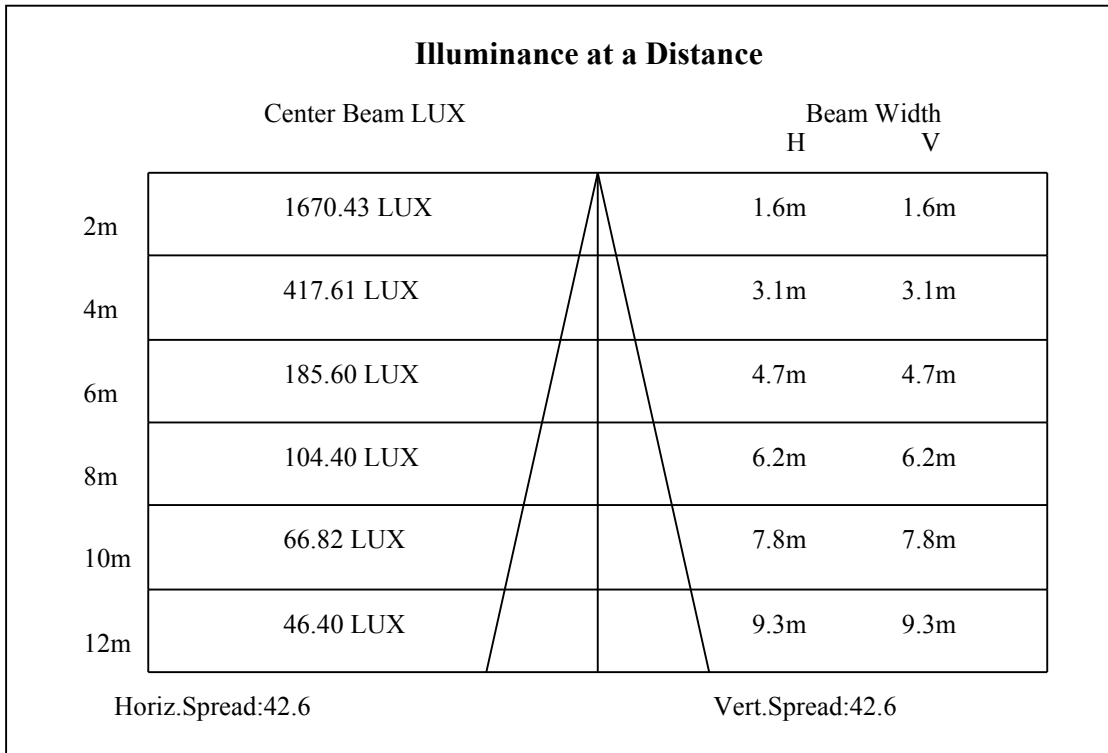 Illuminance at a Distance
Center Beam LUX Beam Width
H V
2m 1670.43 LUX 1.6m 1.6m
4m 417.61 LUX 3.1m 3.1m
6m 185.60 LUX 4.7m 4.7m
8m 104.40 LUX 6.2m 6.2m
10m 66.82 LUX 7.8m 7.8m
12m 46.40 LUX 9.3m 9.3m
Horiz.Spread:42.6 Vert.Spread:42.6